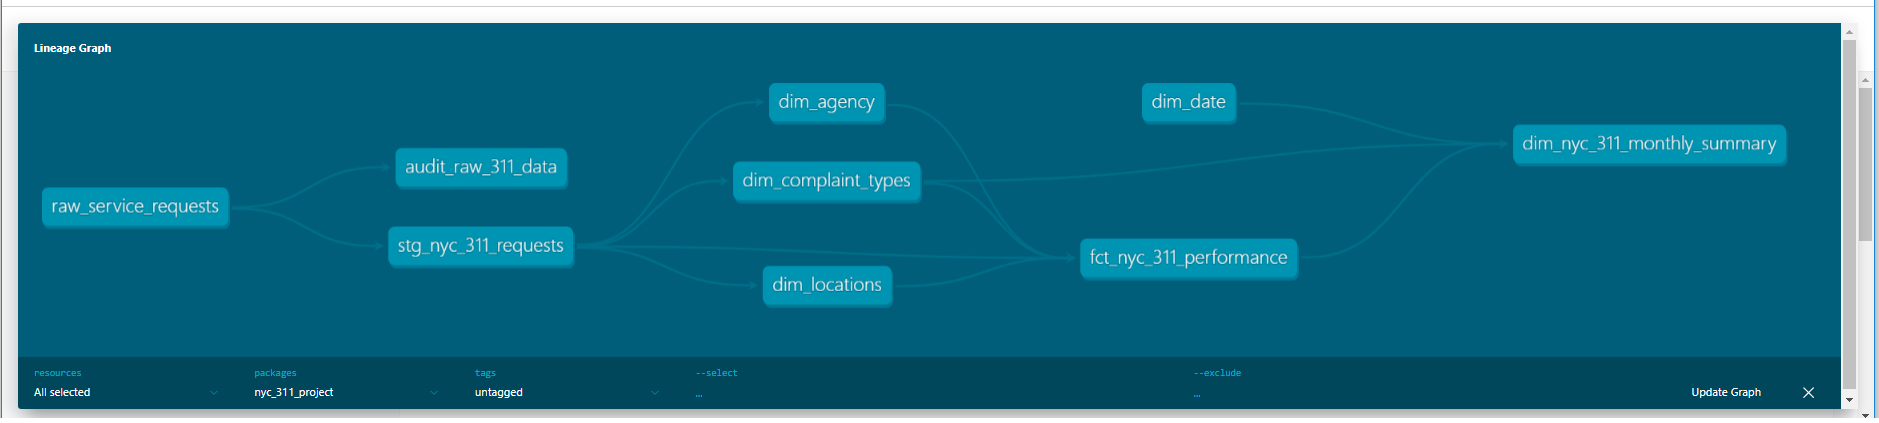 Lineage Graph
dim_agency
dim_date
dim_nyc_311_monthly_summary
audit_raw_311_data
dim_complaint_types
raw_service_requests
stg_nyc_311_requests
fct_nyc_311_performance
dim_locations
resources
packages
tags
--select
--exclude
All selected
nyc_311_project
untagged
...
...
Update Graph